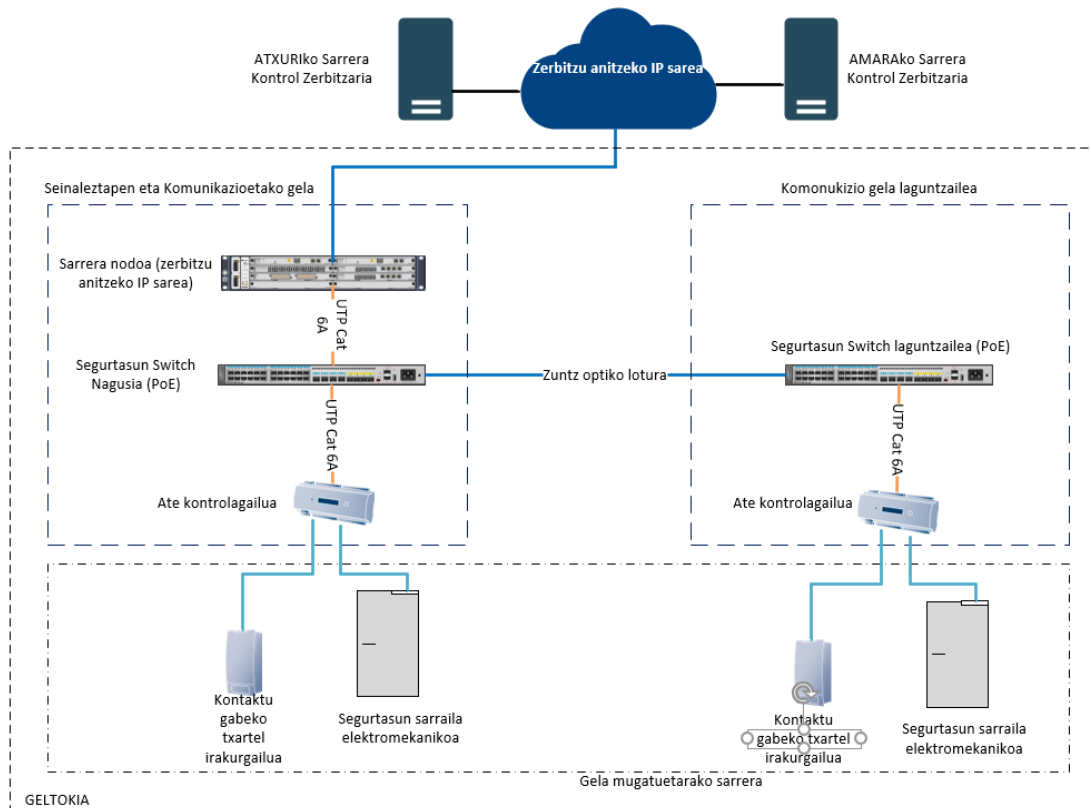 ATXURIko Sarrera
Kontrol Zerbitzaria
Zerbitzu anitzeko IP sarea
AMARAko Sarrera
Kontrol Zerbitzaria
Seinaleztapen eta Komunikazioetako gela
Komonukizio gela laguntzailea
Sarrera nodoa (zerbitzu
anitzeko IP sarea)
UTP Cat
6A
Segurtasun Switch
Nagusia (PoE)
Zuntz optiko lotura
Segurtasun Switch laguntzailea (PoE)
UTP Cat 6A
UTP Cat 6A
Ate kontrolagailua
Ate kontrolagailua
Kontaktu
gabeko
txartel
irakurgailua
Segurtasun sarraila
elektromekanikoa
Kontaktu
gabeko txartel
irakurgailua
Segurtasun sarraila
elektromekanikoa
Gela mugatuetarako sarrera
GELTOKIA